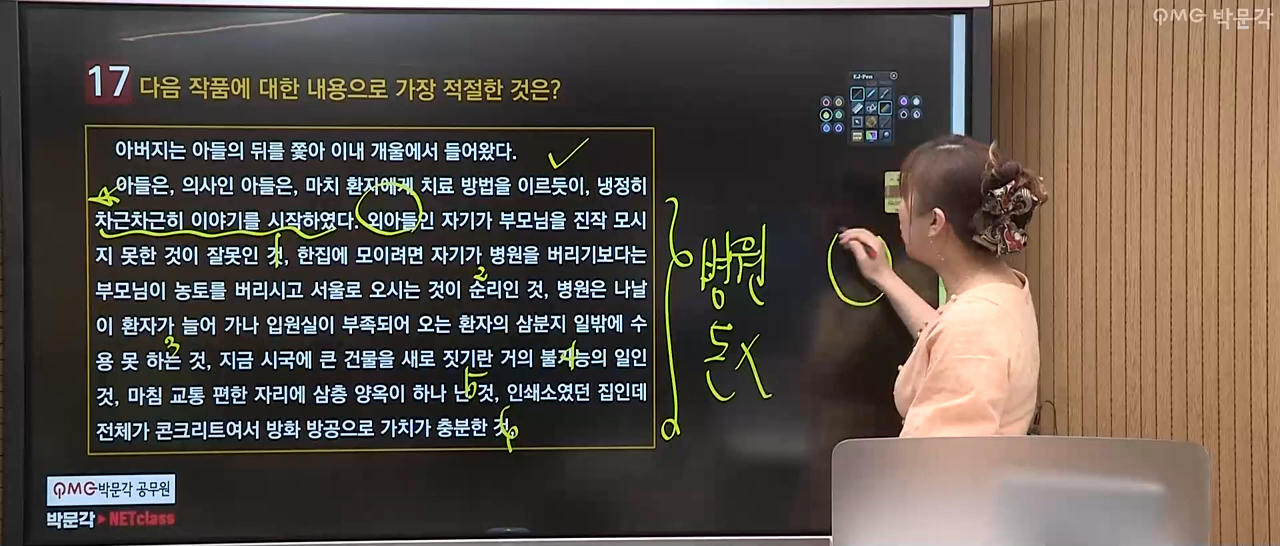 QMG 박문각
17 다음 작품에 대한 내용으로 가장 적절한 것은?
EJ-Pen
아버지는 아들의 뒤를 쫓아 이내 개울에서 들어왔다.
아들은, 의사인 아들은, 마치 환자에게 치료 방법을 이르듯이, 냉정히
차근차근히 이야기를 시작하였다. 외아들인 자기가 부모님을 진작 모시
지 못한 것이 잘못인 것, 한집에 모이려면 자기가 병원을 버리기보다는
부모님이 농토를 버리시고 서울로 오시는 것이 순리인 것, 병원은 나날
이 환자가 늘어 가나 입원실이 부족되어 오는 환자의 삼분지 일밖에 수
용 못 하는 것, 지금 시국에 큰 건물을 새로 짓기란 거의 불가능의 일인
것, 마침 교통 편한 자리에 삼층 양옥이 하나 난 것, 인쇄소였던 집인데
전체가 콘크리트여서 방화 방공으로 가치가 충분한 것,
1
2
3
4
5
6
병원
돈X
QMG박문각 공무원
박문각 NETclass